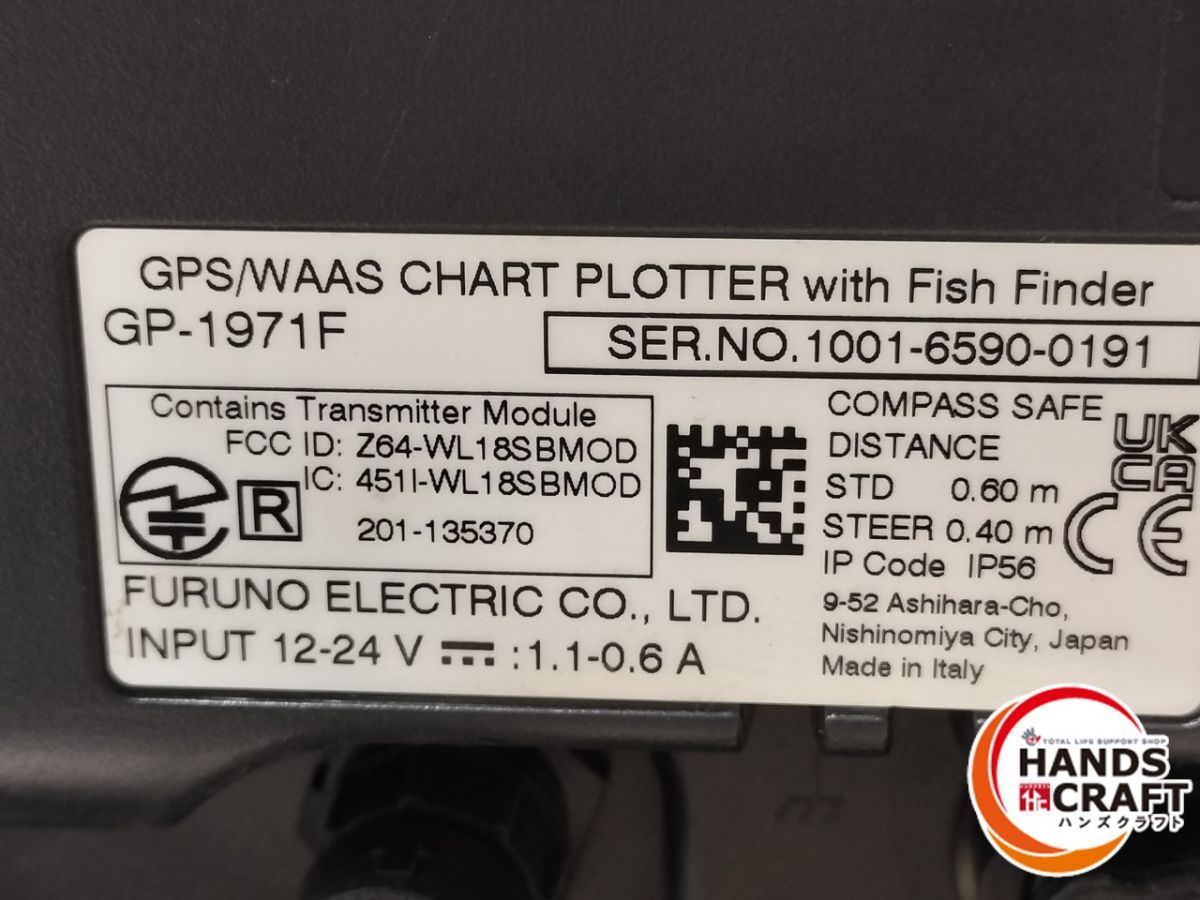 GPS/WAAS CHART PLOTTER with Fish Finder
GP-1971F
SER.NO.1001-6590-0191
Contains Transmitter Module
FCC ID: Z64-WL18SBMOD
IC: 451I-WL18SBMOD
R
201-135370
COMPASS SAFE
DISTANCE
STD 0.60 m
STEER 0.40 m
IP Code IP56
UK
CA
CE
FURUNO ELECTRIC CO., LTD.
INPUT 12-24 V ⎓ :1.1-0.6 A
9-52 Ashihara-Cho,
Nishinomiya City, Japan
Made in Italy
TOTAL LIFE SUPPORT SHOP
HANDS
CRAFT
ハンズクラフト